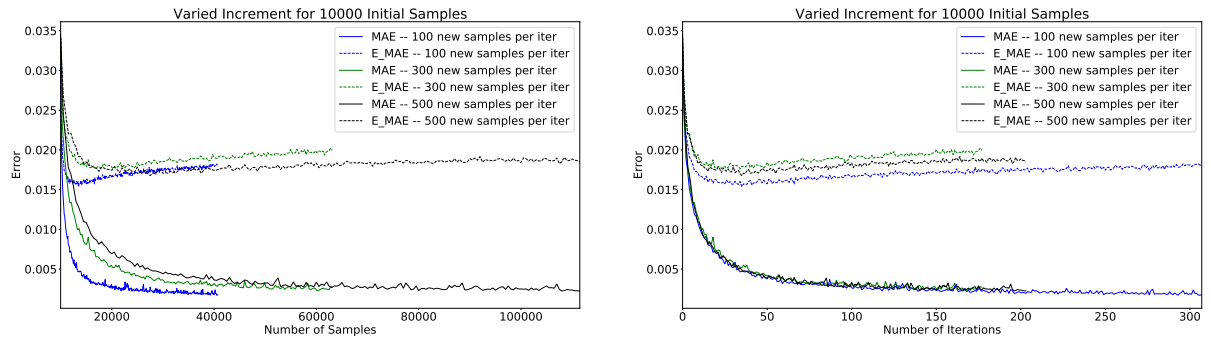 Varied Increment for 10000 Initial Samples
0.035
0.030
0.025
0.020
0.015
0.010
0.005
Error
MAE -- 100 new samples per iter
E_MAE -- 100 new samples per iter
MAE -- 300 new samples per iter
E_MAE -- 300 new samples per iter
MAE -- 500 new samples per iter
E_MAE -- 500 new samples per iter
20000 40000 60000 80000 100000
Number of Samples
Varied Increment for 10000 Initial Samples
0.035
0.030
0.025
0.020
0.015
0.010
0.005
Error
MAE -- 100 new samples per iter
E_MAE -- 100 new samples per iter
MAE -- 300 new samples per iter
E_MAE -- 300 new samples per iter
MAE -- 500 new samples per iter
E_MAE -- 500 new samples per iter
0 50 100 150 200 250 300
Number of Iterations